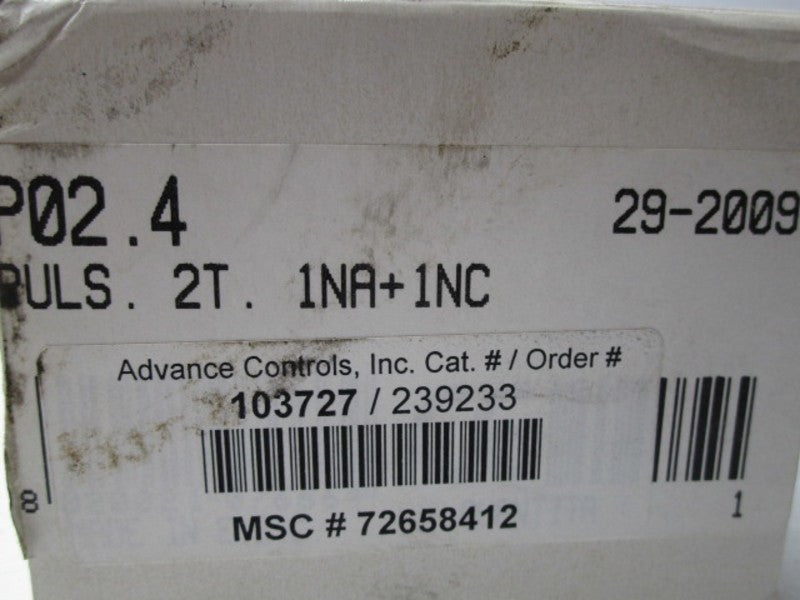 P02.4
29-2009
PULS. 2T. 1NA+1NC
Advance Controls, Inc. Cat. # / Order #
103727 / 239233
MSC # 72658412
8
1